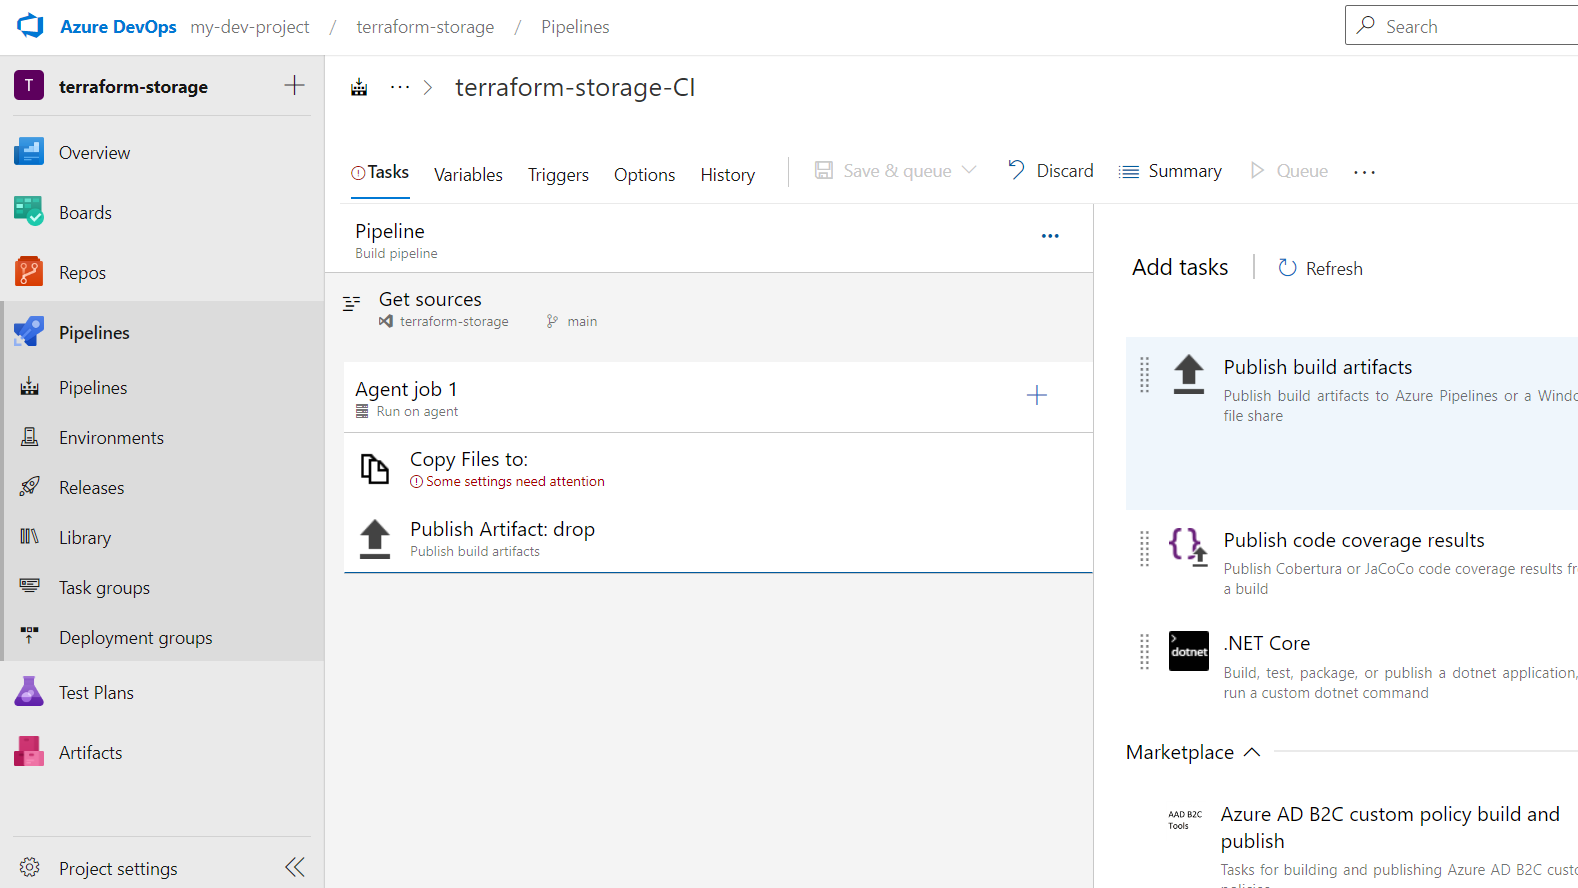 Azure DevOps my-dev-project / terraform-storage / Pipelines
Search
T terraform-storage
Overview
Boards
Repos
Pipelines
Pipelines
Environments
Releases
Library
Task groups
Deployment groups
Test Plans
Artifacts
Project settings
... > terraform-storage-CI
Tasks Variables Triggers Options History Save & queue Discard Summary Queue ...
Pipeline
Build pipeline
...
Get sources
terraform-storage main
Agent job 1
Run on agent
Copy Files to:
Some settings need attention
Publish Artifact: drop
Publish build artifacts
Add tasks | Refresh
Publish build artifacts
Publish build artifacts to Azure Pipelines or a Windo
file share
Publish code coverage results
Publish Cobertura or JaCoCo code coverage results fr
a build
dotnet
.NET Core
Build, test, package, or publish a dotnet application,
run a custom dotnet command
Marketplace
AAD B2C
Tools
Azure AD B2C custom policy build and
publish
Tasks for building and publishing Azure AD B2C custo